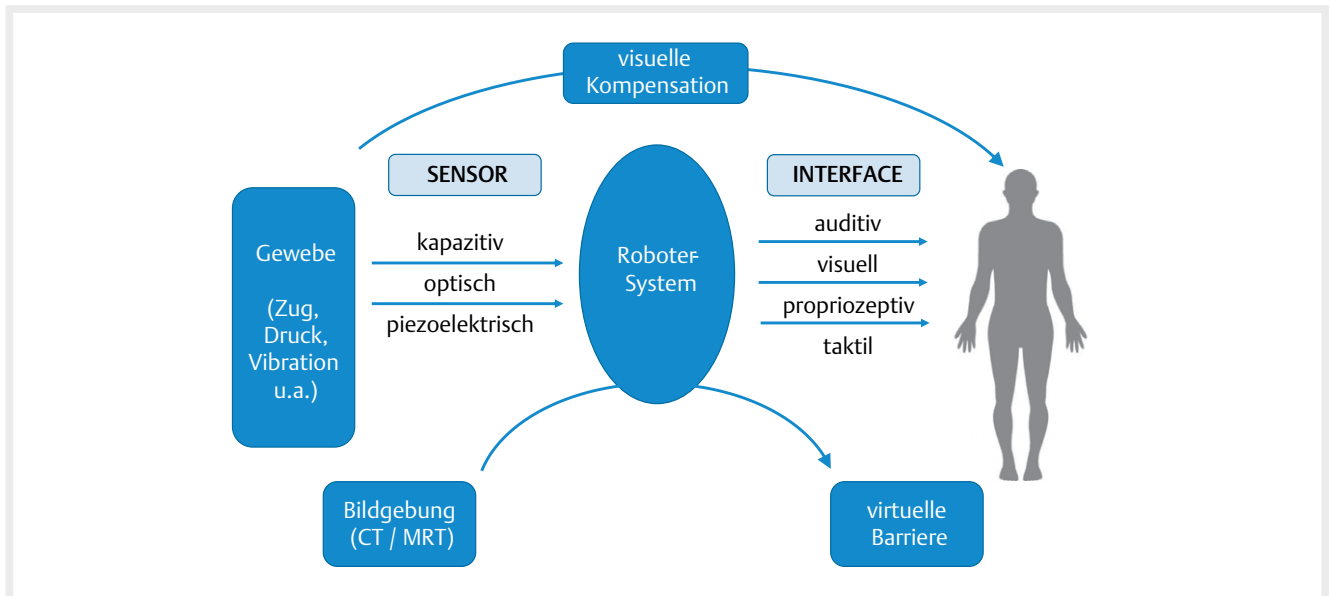 visuelle
Kompensation
SENSOR
INTERFACE
Gewebe
(Zug,
Druck,
Vibration
u.a.)
kapazitiv
optisch
piezoelektrisch
Roboter-
System
auditiv
visuell
propriozeptiv
taktil
Bildgebung
(CT / MRT)
virtuelle
Barriere